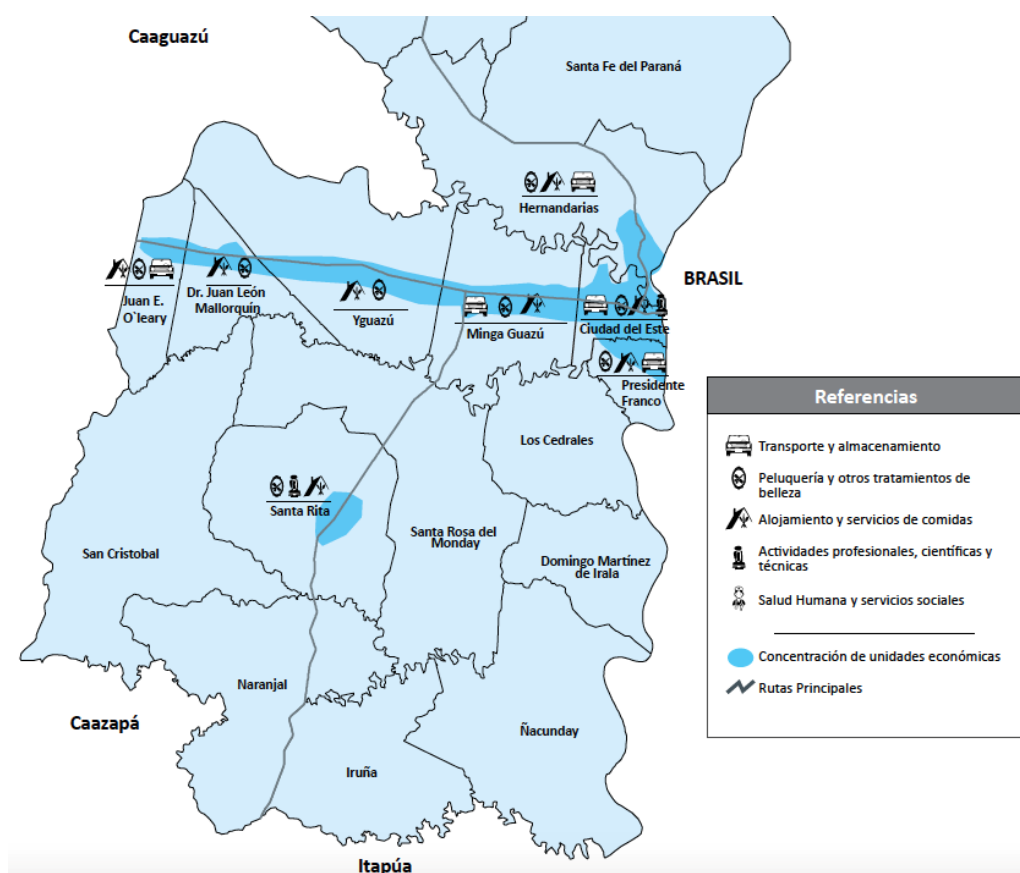 Caaguazú
Santa Fe del Paraná
Hernandarias
BRASIL
Juan E.
O`leary
Dr. Juan León
Mallorquín
Yguazú
Minga Guazú
Ciudad del Este
Presidente
Franco
Los Cedrales
Santa Rita
Santa Rosa del
Monday
San Cristobal
Domingo Martínez
de Irala
Naranjal
Caazapá
Ñacunday
Iruña
Itapúa
Referencias
Transporte y almacenamiento
Peluquería y otros tratamientos de
belleza
Alojamiento y servicios de comidas
Actividades profesionales, científicas y
técnicas
Salud Humana y servicios sociales
Concentración de unidades económicas
Rutas Principales